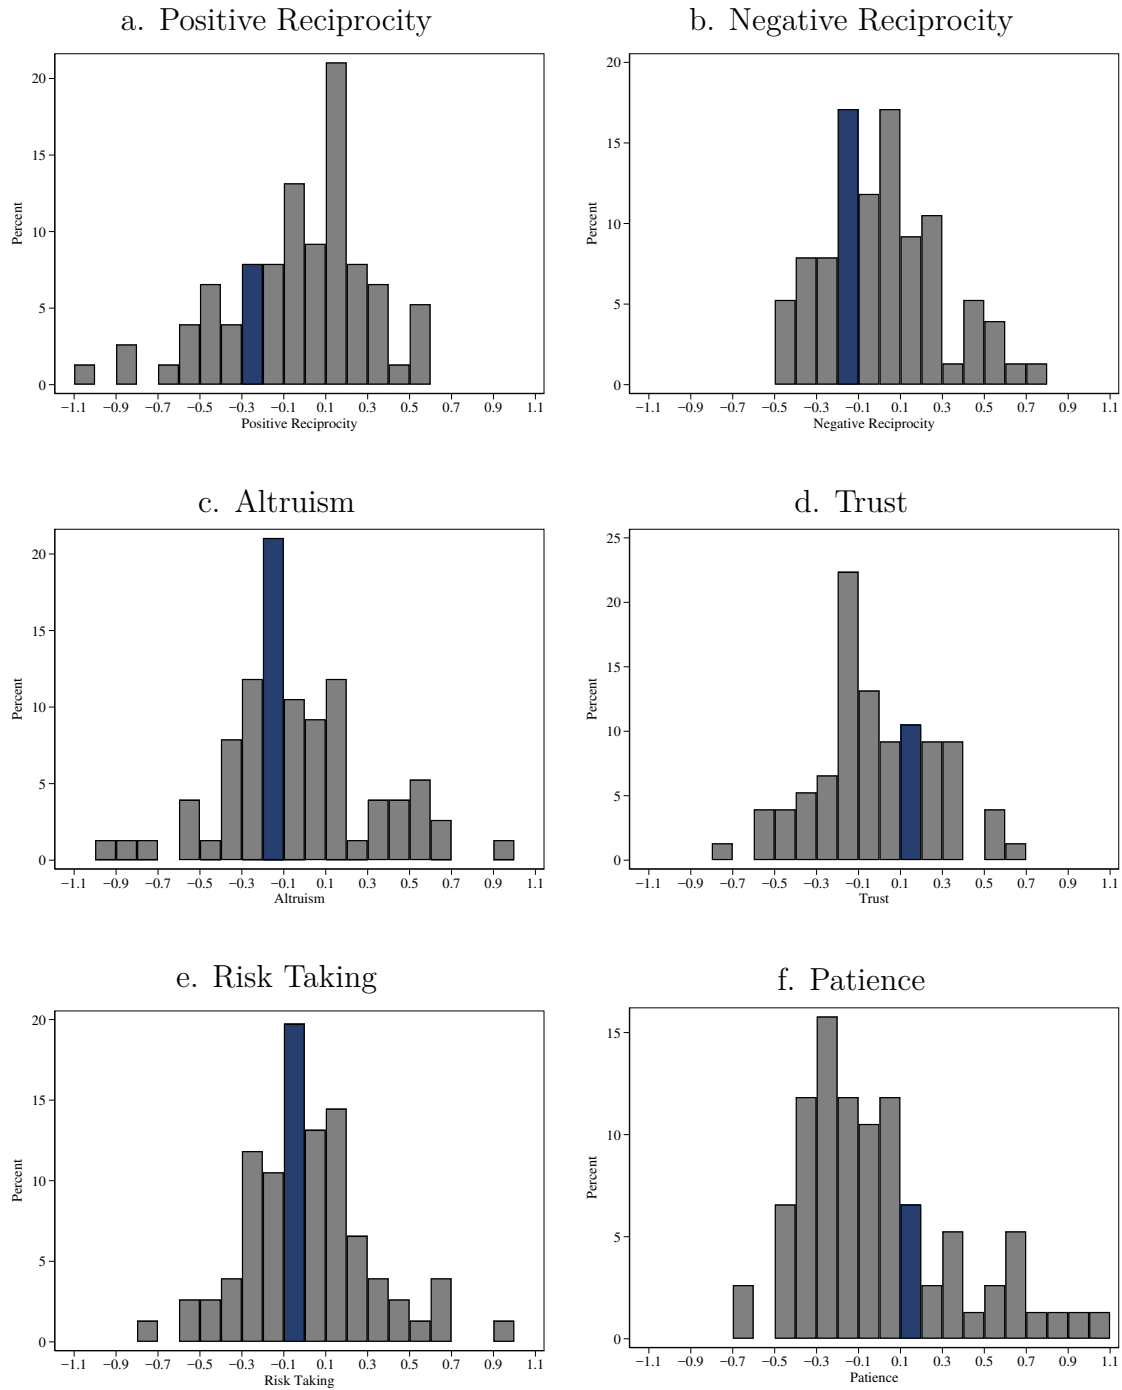 a. Positive Reciprocity
20
15
10
5
0
Percent
−1.1 −0.9 −0.7 −0.5 −0.3 −0.1 0.1 0.3 0.5 0.7 0.9 1.1
Positive Reciprocity
b. Negative Reciprocity
20
15
10
5
0
Percent
−1.1 −0.9 −0.7 −0.5 −0.3 −0.1 0.1 0.3 0.5 0.7 0.9 1.1
Negative Reciprocity
c. Altruism
20
15
10
5
0
Percent
−1.1 −0.9 −0.7 −0.5 −0.3 −0.1 0.1 0.3 0.5 0.7 0.9 1.1
Altruism
d. Trust
25
20
15
10
5
0
Percent
−1.1 −0.9 −0.7 −0.5 −0.3 −0.1 0.1 0.3 0.5 0.7 0.9 1.1
Trust
e. Risk Taking
20
15
10
5
0
Percent
−1.1 −0.9 −0.7 −0.5 −0.3 −0.1 0.1 0.3 0.5 0.7 0.9 1.1
Risk Taking
f. Patience
15
10
5
0
Percent
−1.1 −0.9 −0.7 −0.5 −0.3 −0.1 0.1 0.3 0.5 0.7 0.9 1.1
Patience